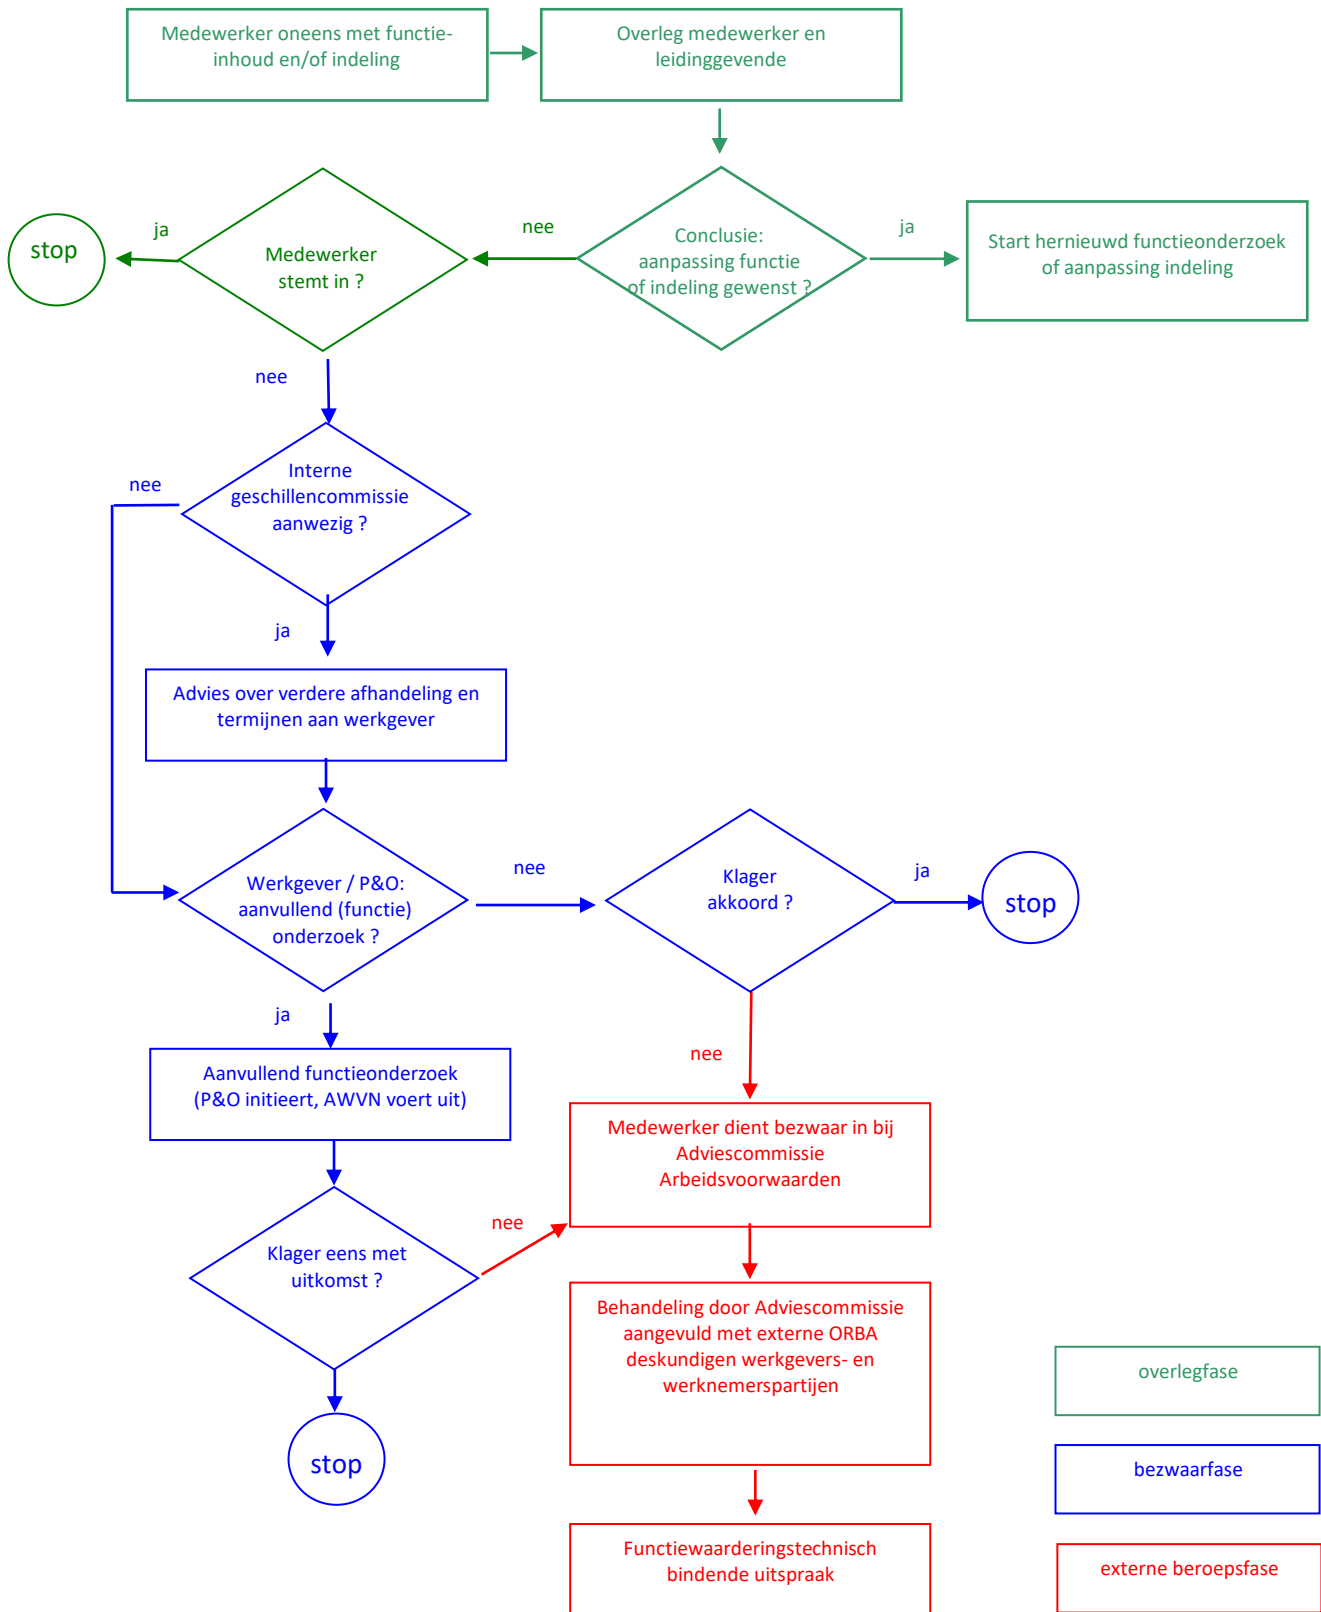 Medewerker oneens met functie-
inhoud en/of indeling
Overleg medewerker en
leidinggevende
stop
ja
Medewerker
stemt in ?
nee
Conclusie:
aanpassing functie
of indeling gewenst ?
ja
Start hernieuwd functieonderzoek
of aanpassing indeling
nee
Interne
geschillencommissie
aanwezig ?
nee
ja
Advies over verdere afhandeling en
termijnen aan werkgever
Werkgever / P&O:
aanvullend (functie)
onderzoek ?
nee
Klager
akkoord ?
ja
stop
ja
nee
Aanvullend functieonderzoek
(P&O initieert, AWVN voert uit)
Medewerker dient bezwaar in bij
Adviescommissie
Arbeidsvoorwaarden
Klager eens met
uitkomst ?
nee
stop
Behandeling door Adviescommissie
aangevuld met externe ORBA
deskundigen werkgevers- en
werknemerspartijen
Functiewaarderingstechnisch
bindende uitspraak
overlegfase
bezwaarfase
externe beroepsfase